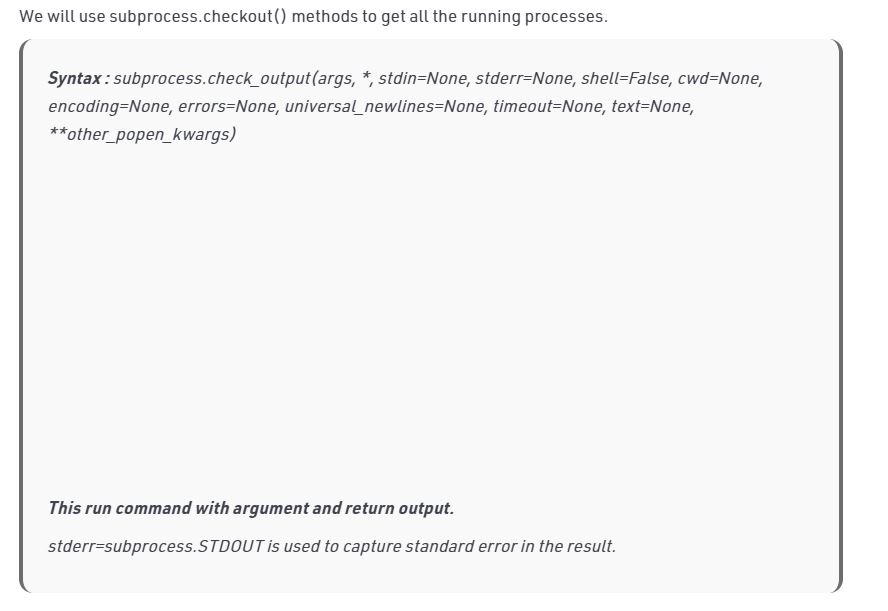 We will use subprocess.checkout() methods to get all the running processes.
Syntax : subprocess.check_output(args, *, stdin=None, stderr=None, shell=False, cwd=None,
encoding=None, errors=None, universal_newlines=None, timeout=None, text=None,
**other_popen_kwargs)
This run command with argument and return output.
stderr=subprocess.STDOUT is used to capture standard error in the result.